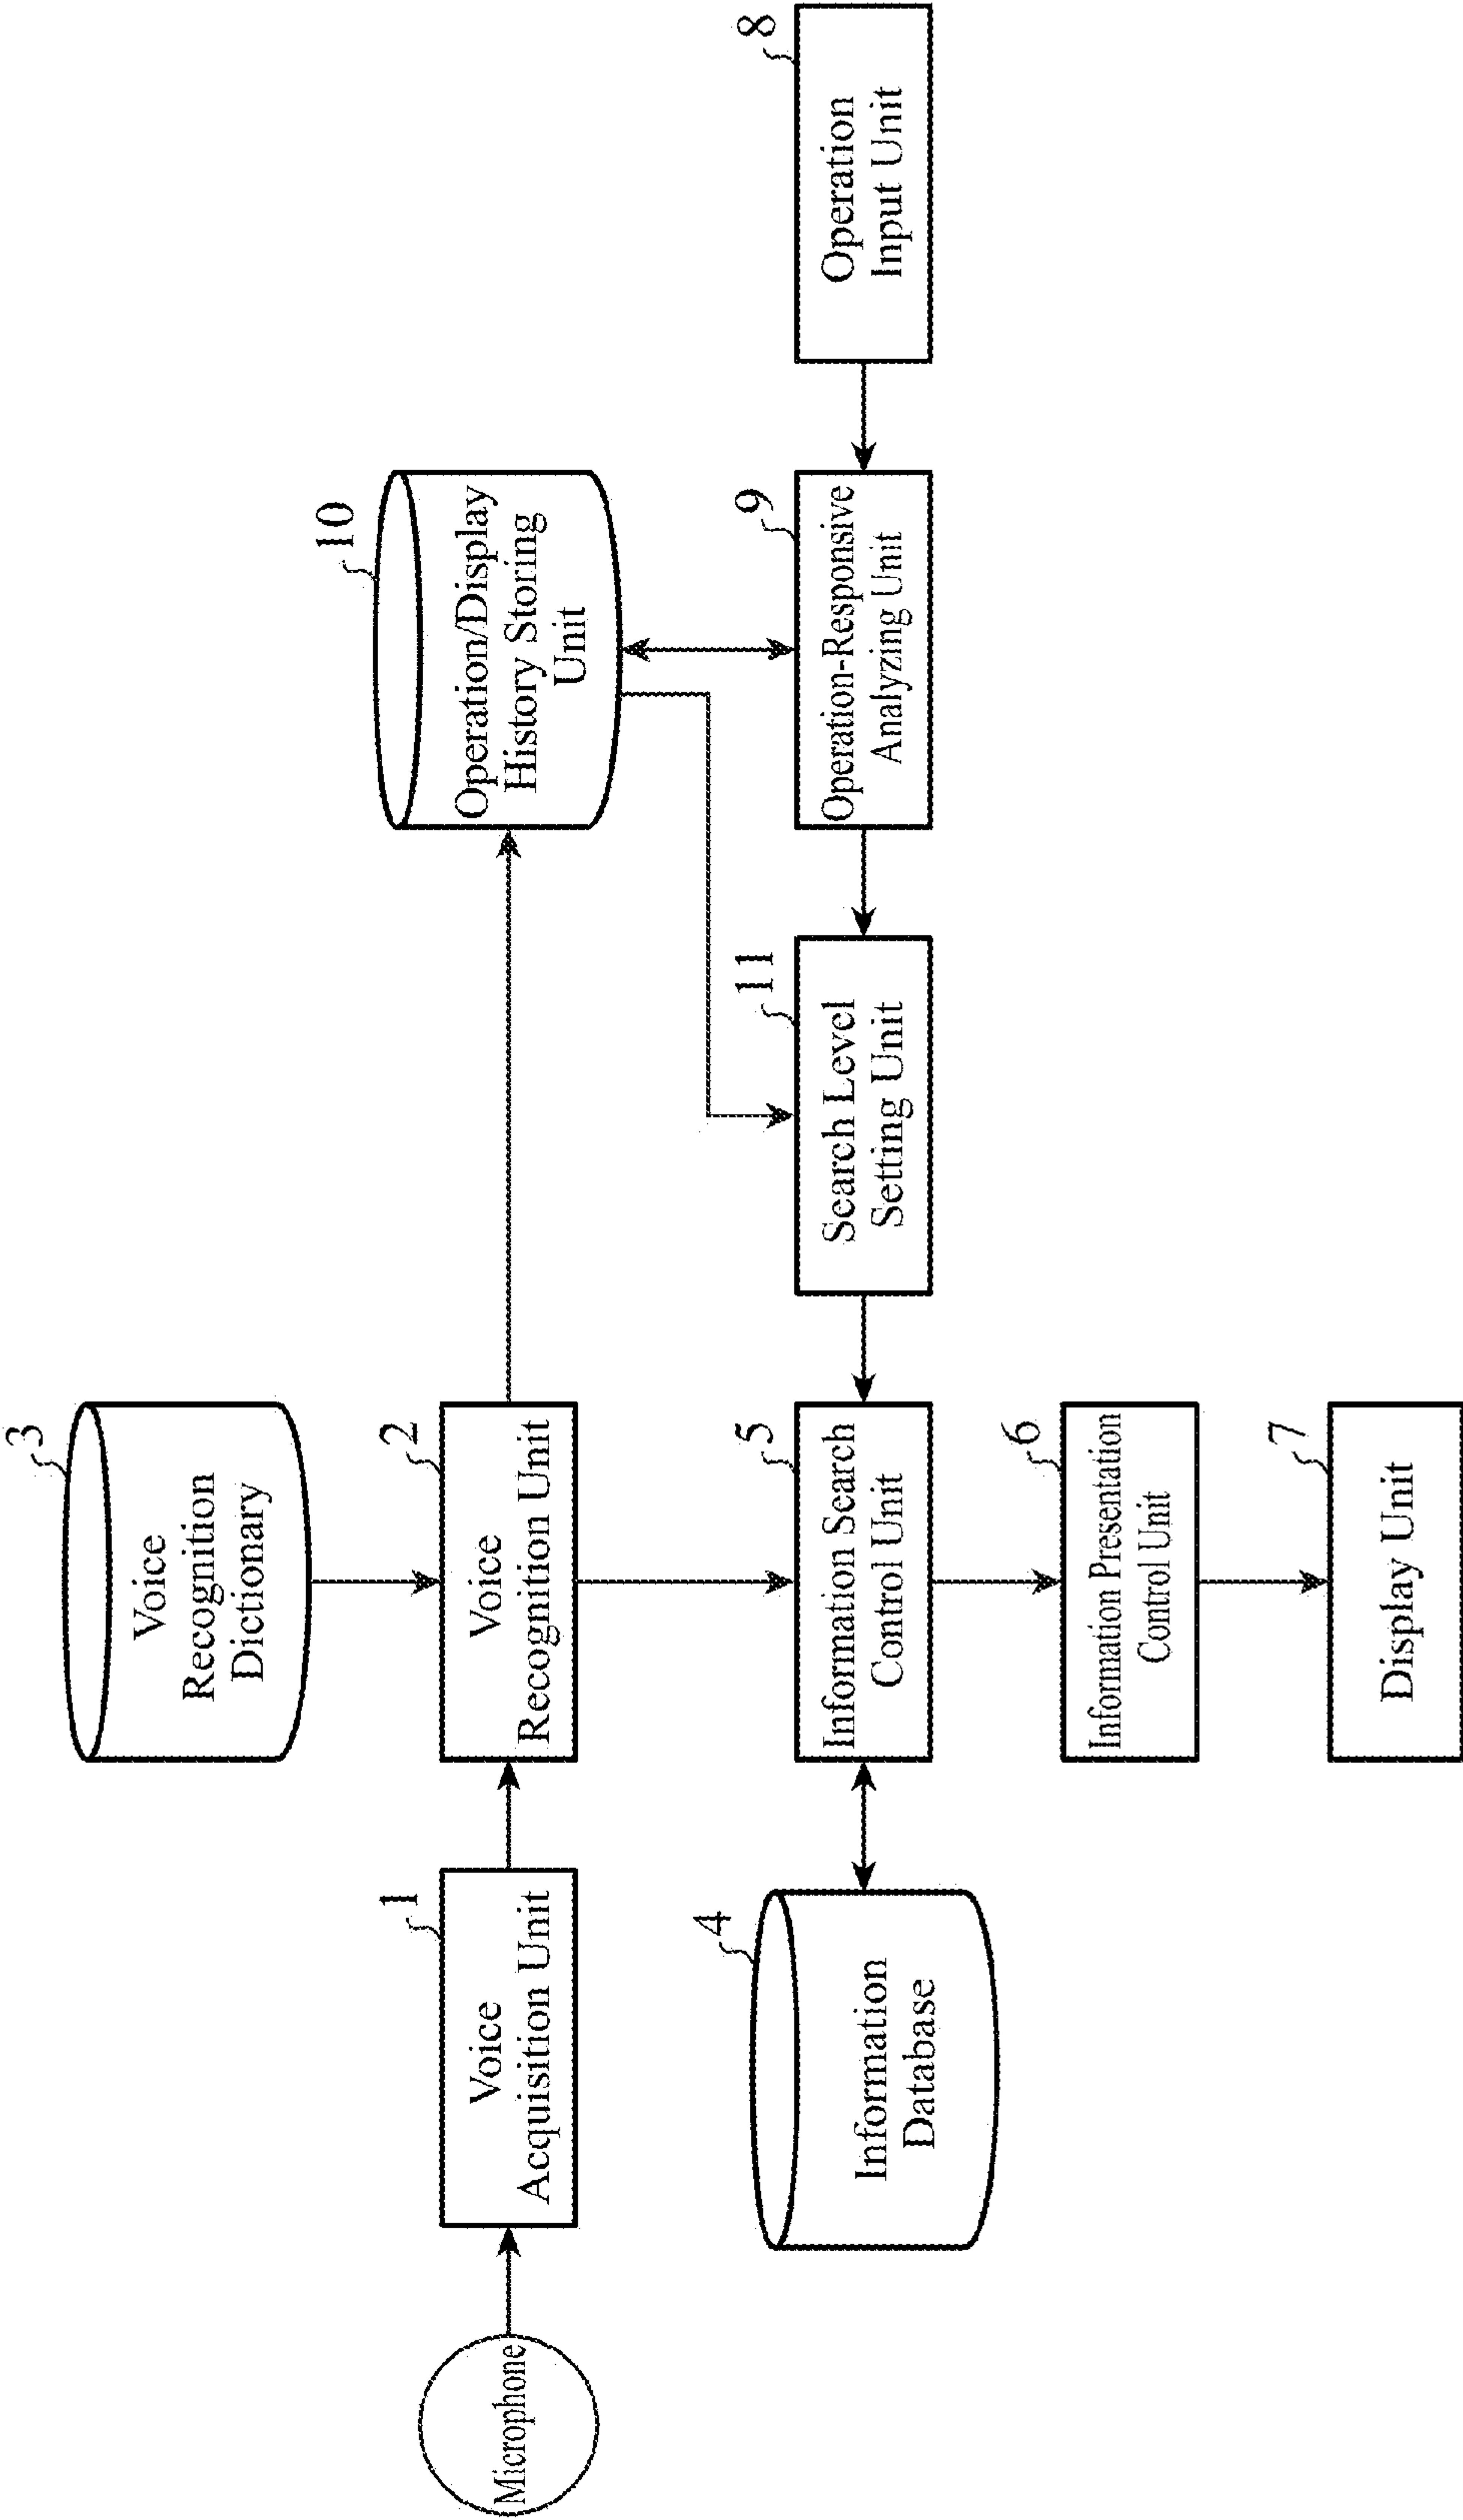 3
Voice
Recognition
Dictionary
10
Operation/Display
History Storing
Unit
Microphone
1
Voice
Acquisition Unit
2
Voice
Recognition Unit
4
Information
Database
5
Information Search
Control Unit
11
Search Level
Setting Unit
9
Operation-Responsive
Analyzing Unit
8
Operation
Input Unit
6
Information Presentation
Control Unit
7
Display Unit